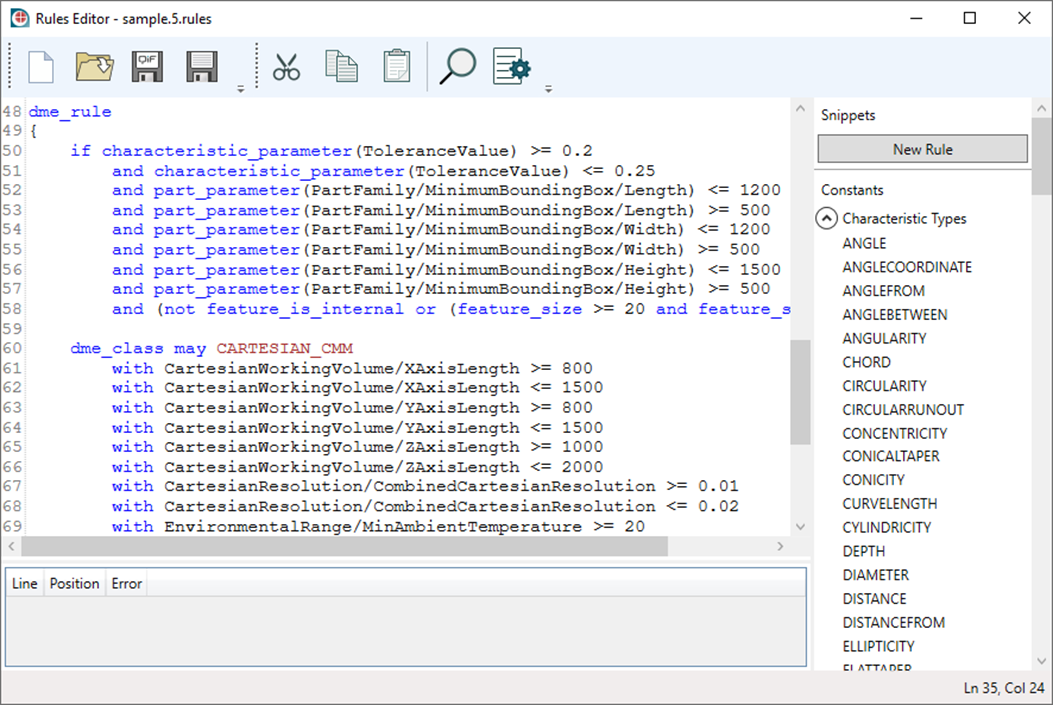 Rules Editor - sample.5.rules
QIF
48 dme_rule
49 {
50     if characteristic_parameter(ToleranceValue) >= 0.2
51         and characteristic_parameter(ToleranceValue) <= 0.25
52         and part_parameter(PartFamily/MinimumBoundingBox/Length) <= 1200
53         and part_parameter(PartFamily/MinimumBoundingBox/Length) >= 500
54         and part_parameter(PartFamily/MinimumBoundingBox/Width) <= 1200
55         and part_parameter(PartFamily/MinimumBoundingBox/Width) >= 500
56         and part_parameter(PartFamily/MinimumBoundingBox/Height) <= 1500
57         and part_parameter(PartFamily/MinimumBoundingBox/Height) >= 500
58         and (not feature_is_internal or (feature_size >= 20 and feature_s
59
60     dme_class may CARTESIAN_CMM
61         with CartesianWorkingVolume/XAxisLength >= 800
62         with CartesianWorkingVolume/XAxisLength <= 1500
63         with CartesianWorkingVolume/YAxisLength >= 800
64         with CartesianWorkingVolume/YAxisLength <= 1500
65         with CartesianWorkingVolume/ZAxisLength >= 1000
66         with CartesianWorkingVolume/ZAxisLength <= 2000
67         with CartesianResolution/CombinedCartesianResolution >= 0.01
68         with CartesianResolution/CombinedCartesianResolution <= 0.02
69         with EnvironmentalRange/MinAmbientTemperature >= 20
Line Position Error
Snippets
New Rule
Constants
Characteristic Types
ANGLE
ANGLECOORDINATE
ANGLEFROM
ANGLEBETWEEN
ANGULARITY
CHORD
CIRCULARITY
CIRCULARRUNOUT
CONCENTRICITY
CONICALTAPER
CONICITY
CURVELENGTH
CYLINDRICITY
DEPTH
DIAMETER
DISTANCE
DISTANCEFROM
ELLIPTICITY
FLATTAPER
Ln 35, Col 24